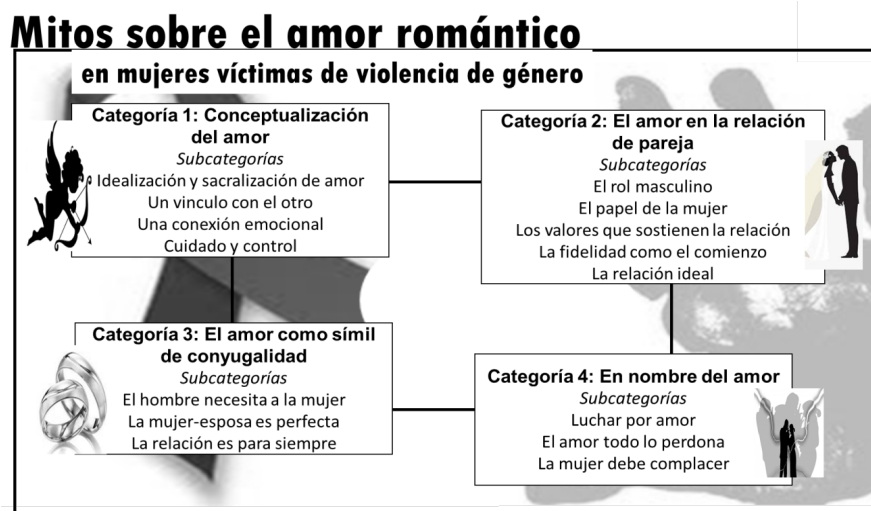 Mitos sobre el amor romántico
en mujeres víctimas de violencia de género
Categoría 1: Conceptualización
del amor
Subcategorías
Idealización y sacralización de amor
Un vinculo con el otro
Una conexión emocional
Cuidado y control
Categoría 2: El amor en la relación
de pareja
Subcategorías
El rol masculino
El papel de la mujer
Los valores que sostienen la relación
La fidelidad como el comienzo
La relación ideal
Categoría 3: El amor como símil
de conyugalidad
Subcategorías
El hombre necesita a la mujer
La mujer-esposa es perfecta
La relación es para siempre
Categoría 4: En nombre del amor
Subcategorías
Luchar por amor
El amor todo lo perdona
La mujer debe complacer